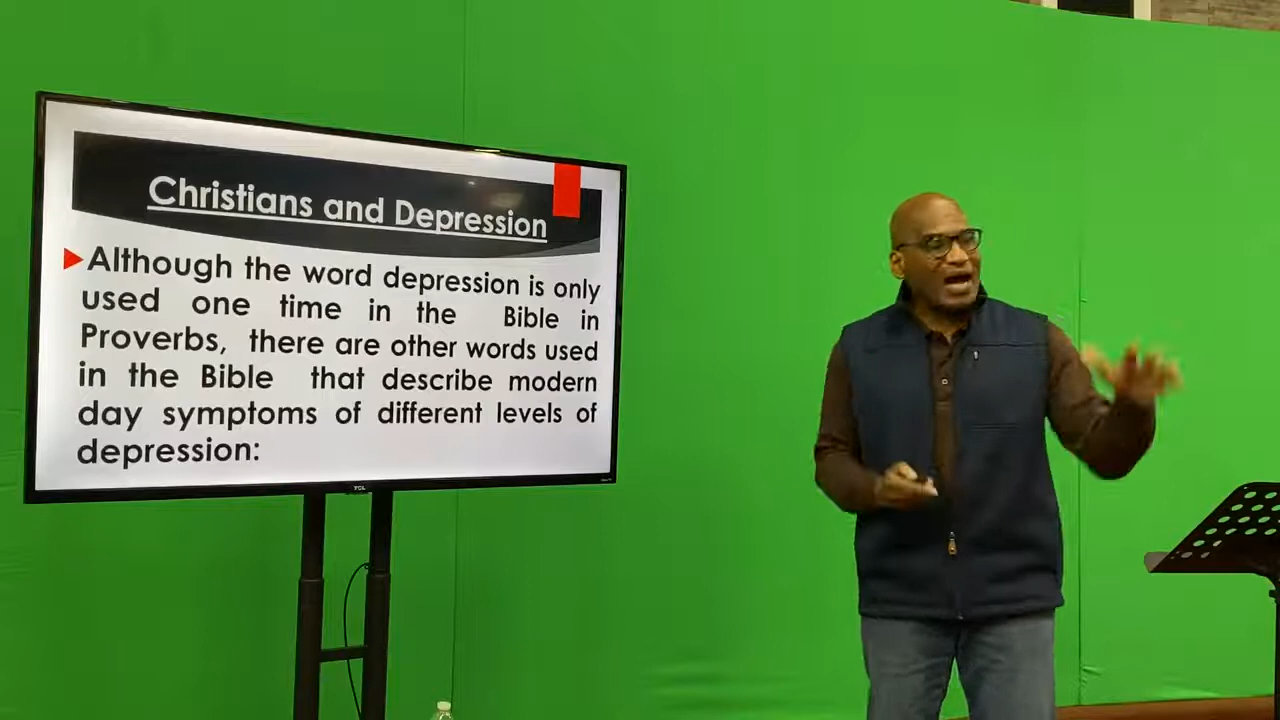 Christians and Depression
Although the word depression is only
used one time in the Bible in
Proverbs, there are other words used
in the Bible that describe modern
day symptoms of different levels of
depression:
TCL